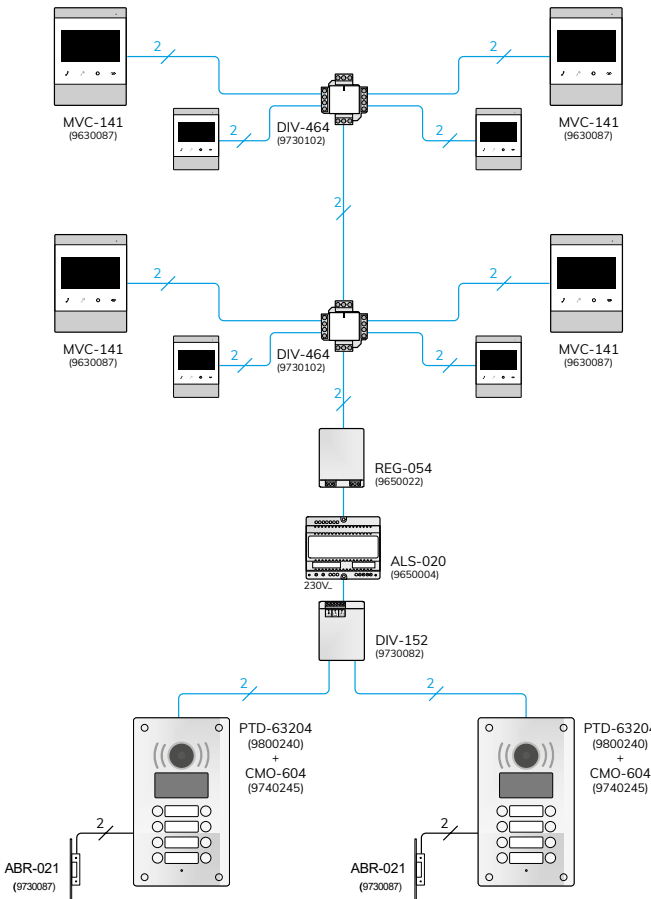 2
2
MVC-141
(9630087)
2
DIV-464
(9730102)
2
MVC-141
(9630087)
2
2
2
MVC-141
(9630087)
2
DIV-464
(9730102)
2
MVC-141
(9630087)
2
REG-054
(9650022)
ALS-020
(9650004)
230V
DIV-152
(9730082)
2
2
PTD-63204
(9800240)
+
CMO-604
(9740245)
PTD-63204
(9800240)
+
CMO-604
(9740245)
2
2
ABR-021
(9730087)
ABR-021
(9730087)